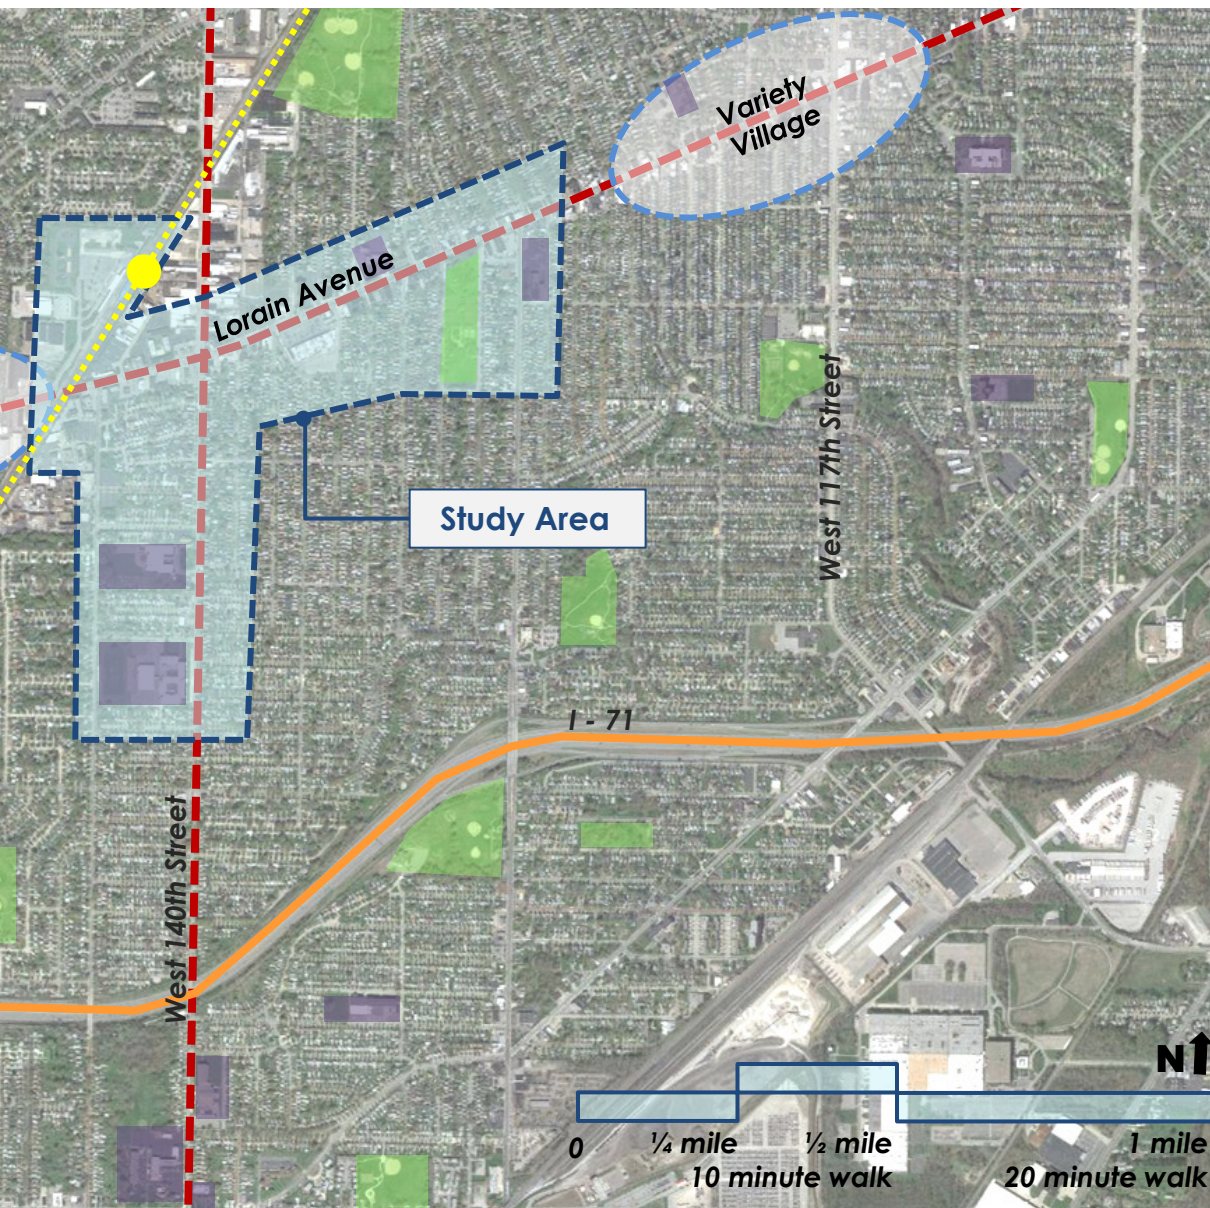 Variety
Village
Lorain Avenue
West 117th Street
Study Area
I - 71
West 140th Street
N
0
¼ mile
½ mile
1 mile
10 minute walk
20 minute walk